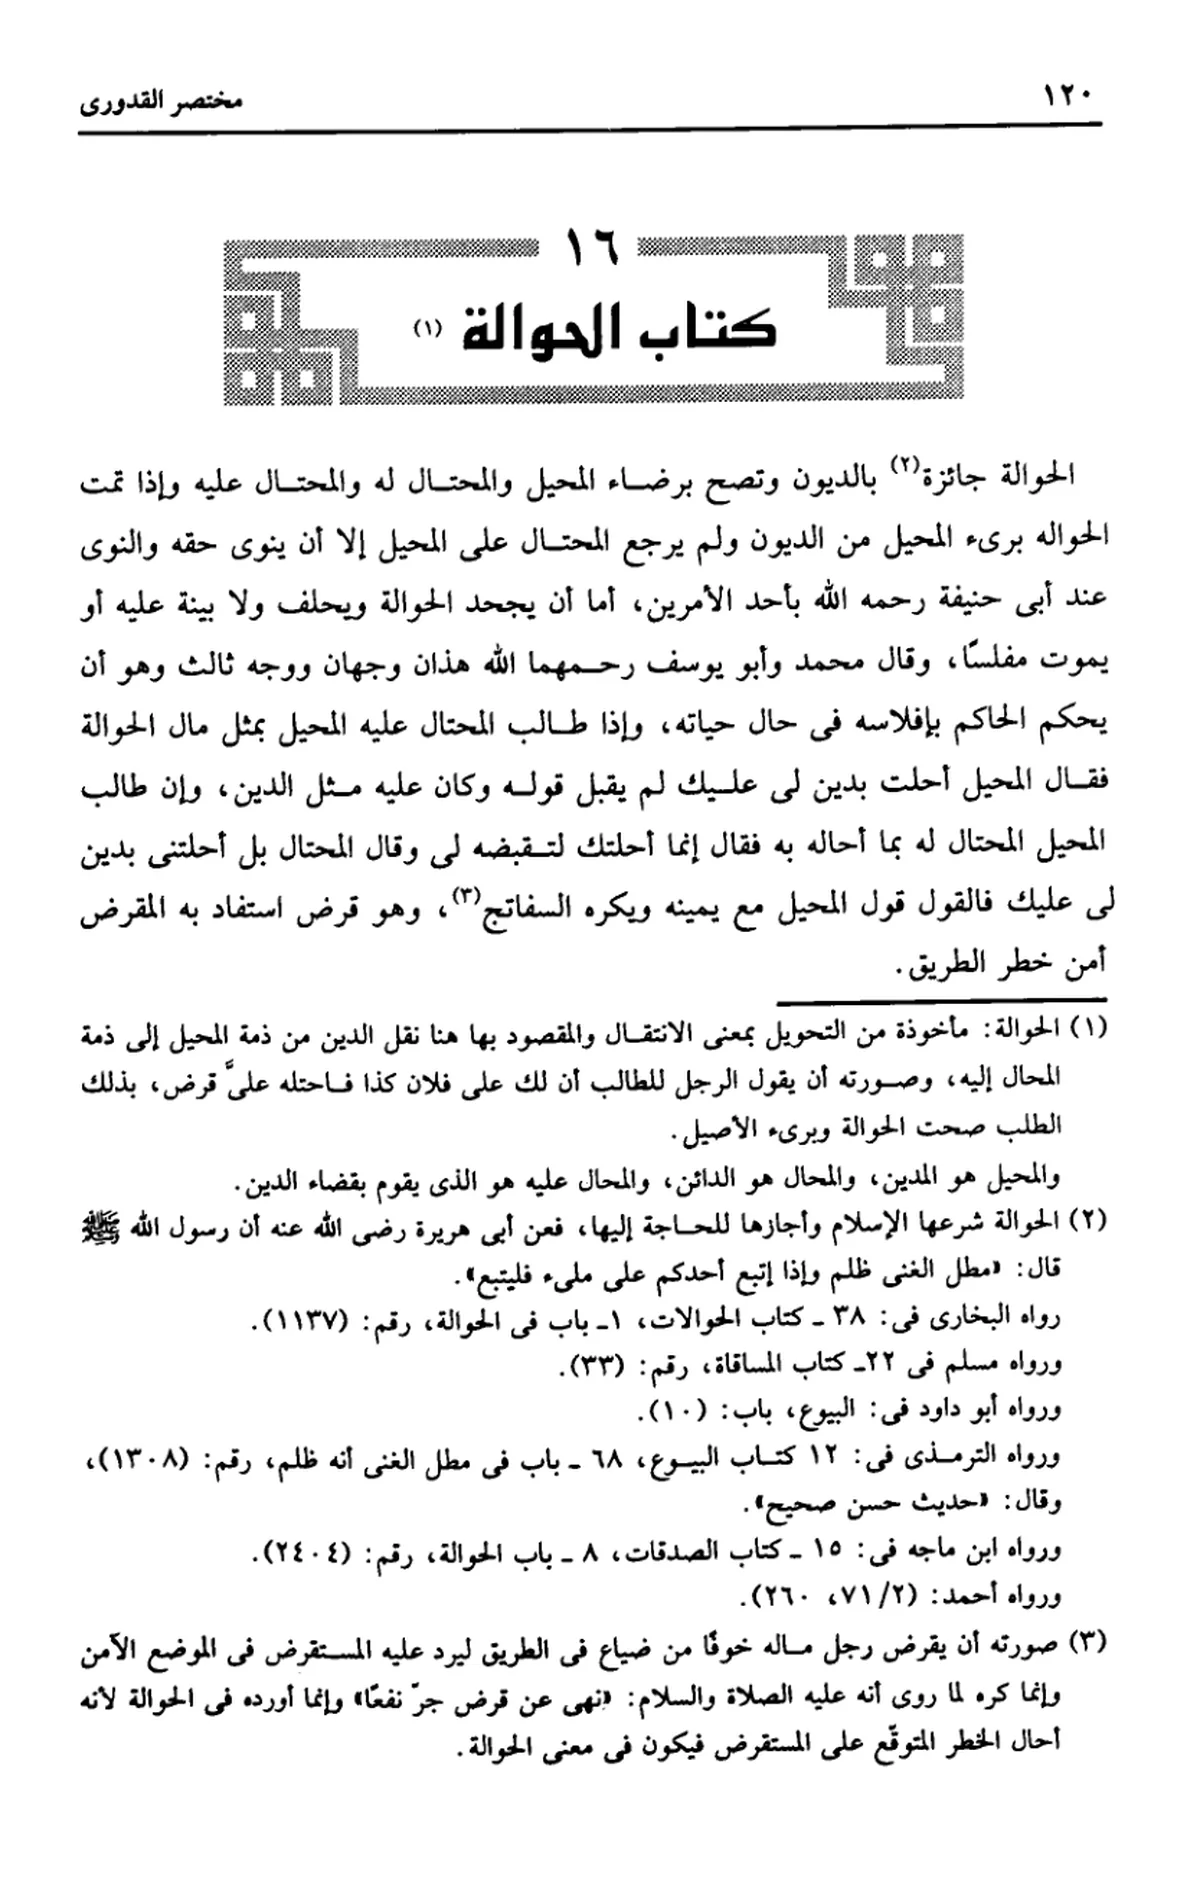 ١٢٠
مختصر القدورى
١٦
كتاب الحوالة (١)
الحوالة جائزة(٢) بالديون وتصح برضاء المحيل والمحتال له والمحتال عليه وإذا تمت
الحواله برىء المحيل من الديون ولم يرجع المحتال على المحيل إلا أن ينوى حقه والنوى
عند أبى حنيفة رحمه الله بأحد الأمرين، أما أن يجحد الحوالة ويحلف ولا بينة عليه أو
يموت مفلسًا، وقال محمد وأبو يوسف رحمهما الله هذان وجهان ووجه ثالث وهو أن
يحكم الحاكم بإفلاسه فى حال حياته، وإذا طالب المحتال عليه المحيل بمثل مال الحوالة
فقال المحيل أحلت بدين لى عليك لم يقبل قوله وكان عليه مثل الدين، وإن طالب
المحيل المحتال له بما أحاله به فقال إنما أحلتك لتقبضه لى وقال المحتال بل أحلتنى بدين
لى عليك فالقول قول المحيل مع يمينه ويكره السفاتج(٣)، وهو قرض استفاد به المقرض
أمن خطر الطريق.
(١) الحوالة: مأخوذة من التحويل بمعنى الانتقال والمقصود بها هنا نقل الدين من ذمة المحيل إلى ذمة
المحال إليه، وصورته أن يقول الرجل للطالب أن لك على فلان كذا فاحتله علىَّ قرض، بذلك
الطلب صحت الحوالة وبرىء الأصيل.
والمحيل هو المدين، والمحال هو الدائن، والمحال عليه هو الذى يقوم بقضاء الدين.
(٢) الحوالة شرعها الإسلام وأجازها للحاجة إليها، فعن أبى هريرة رضى الله عنه أن رسول الله ﷺ
قال: «مطل الغنى ظلم وإذا إتبع أحدكم على ملىء فليتبع».
رواه البخارى فى: ٣٨ ـ كتاب الحوالات، ١ـ باب فى الحوالة، رقم: (١١٣٧).
ورواه مسلم فى ٢٢ـ كتاب المساقاة، رقم: (٣٣).
ورواه أبو داود فى: البيوع، باب: (١٠).
ورواه الترمذى فى: ١٢ كتاب البيوع، ٦٨ ـ باب فى مطل الغنى أنه ظلم، رقم: (١٣٠٨)،
وقال: «حديث حسن صحيح».
ورواه ابن ماجه فى: ١٥ ـ كتاب الصدقات، ٨ ـ باب الحوالة، رقم: (٢٤٠٤).
ورواه أحمد: (٧١/٢، ٢٦٠).
(٣) صورته أن يقرض رجل ماله خوفًا من ضياع فى الطريق ليرد عليه المستقرض فى الموضع الآمن
وإنما كره لما روى أنه عليه الصلاة والسلام: «نهى عن قرض جرّ نفعًا» وإنما أورده فى الحوالة لأنه
أحال الخطر المتوقّع على المستقرض فيكون فى معنى الحوالة.